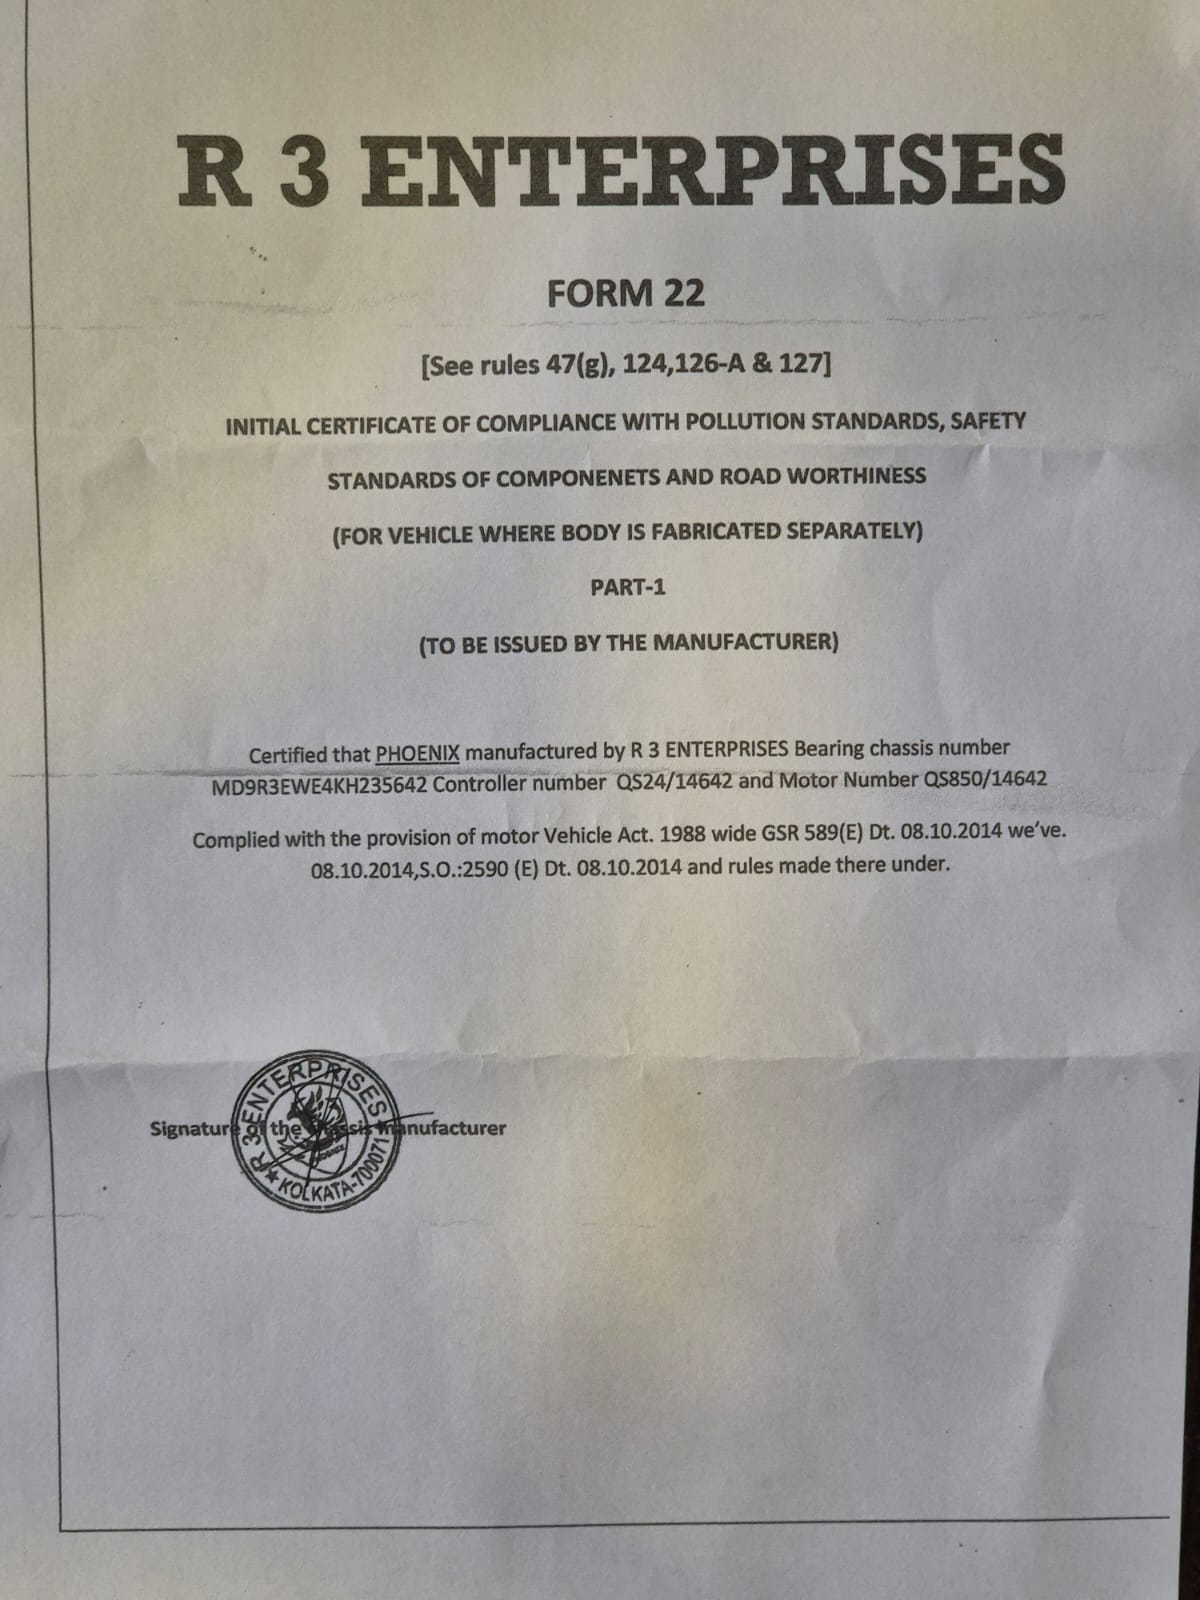 R 3 ENTERPRISES
FORM 22
[See rules 47(g), 124,126-A & 127]
INITIAL CERTIFICATE OF COMPLIANCE WITH POLLUTION STANDARDS, SAFETY
STANDARDS OF COMPONENETS AND ROAD WORTHINESS
(FOR VEHICLE WHERE BODY IS FABRICATED SEPARATELY)
PART-1
(TO BE ISSUED BY THE MANUFACTURER)
Certified that PHOENIX manufactured by R 3 ENTERPRISES Bearing chassis number
MD9R3EWE4KH235642 Controller number QS24/14642 and Motor Number QS850/14642
Complied with the provision of motor Vehicle Act. 1988 wide GSR 589(E) Dt. 08.10.2014 we've.
08.10.2014,S.O.:2590 (E) Dt. 08.10.2014 and rules made there under.
Signature of the Chassis manufacturer
R 3 ENTERPRISES
KOLKATA-700071
PHOENIX